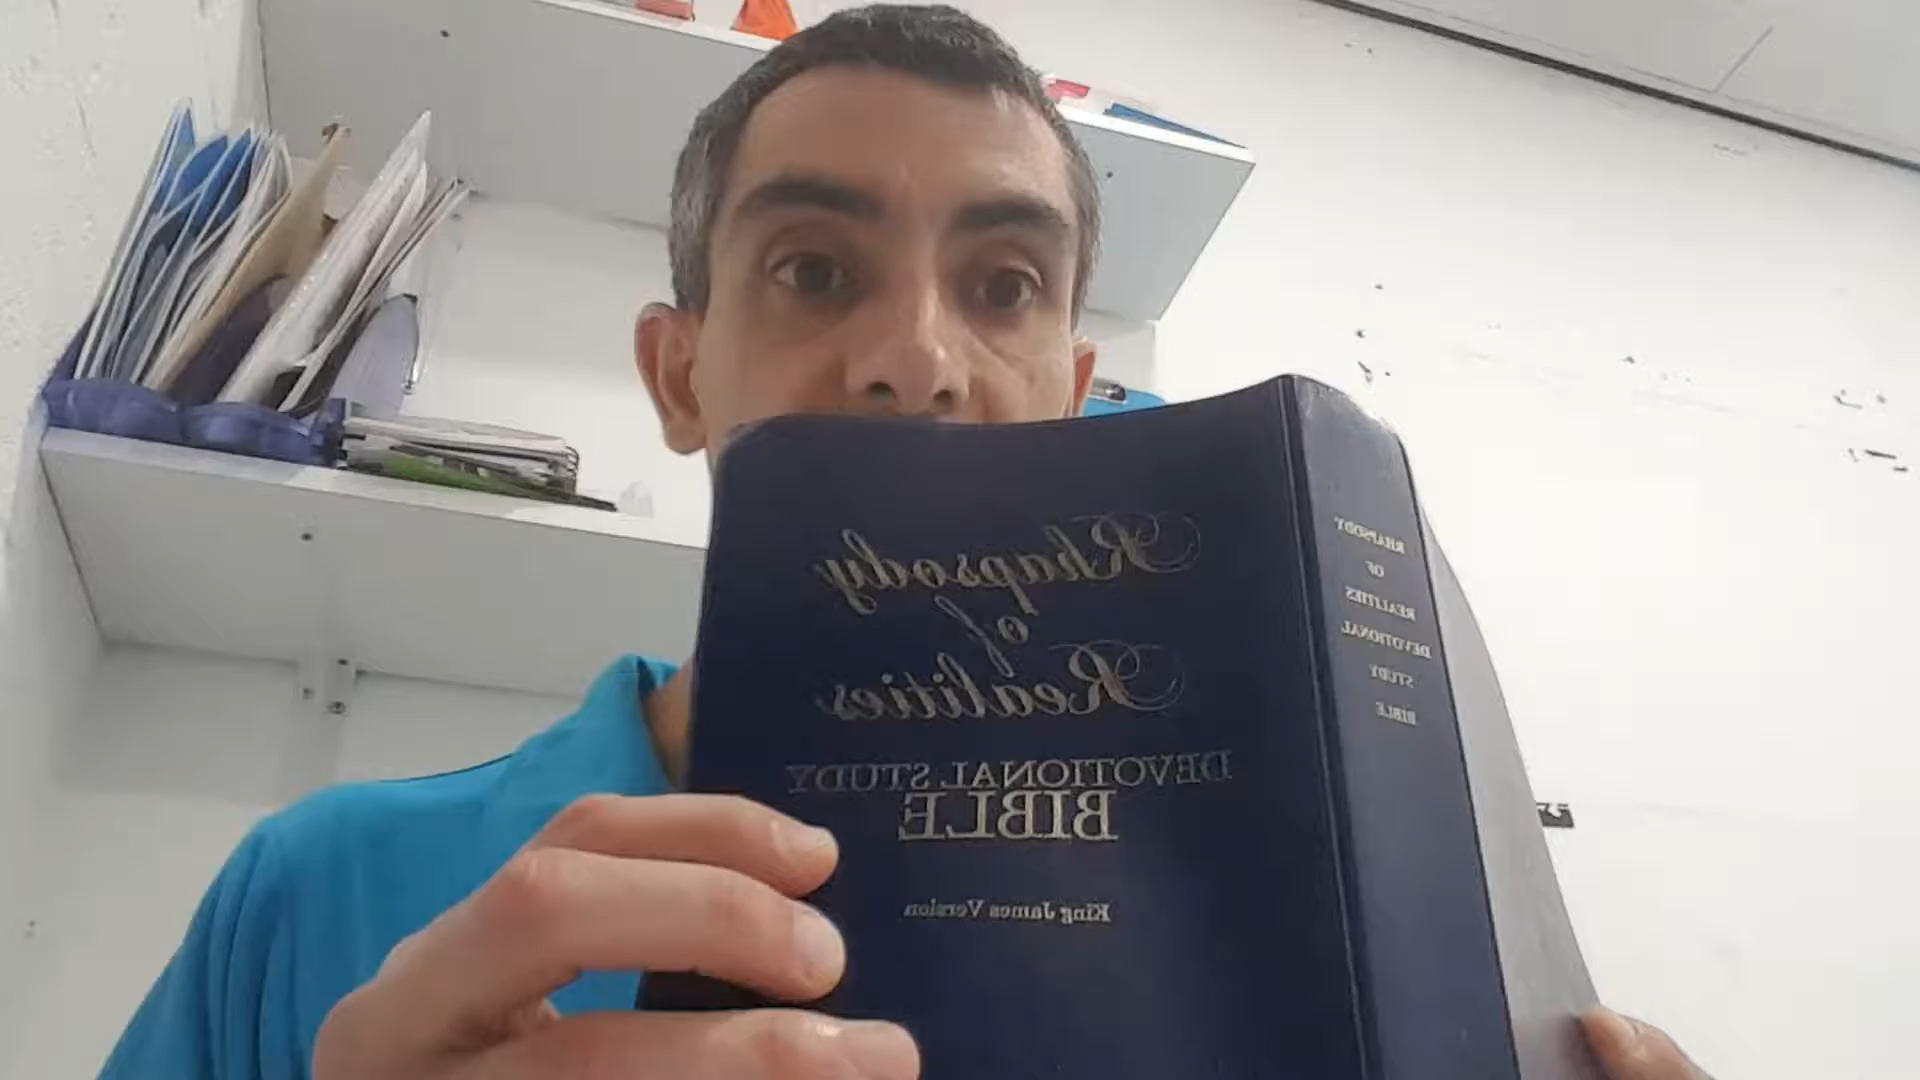 Rhapsody
of
Realities
DEVOTIONAL STUDY
BIBLE
King James Version
RHAPSODY
OF
REALITIES
DEVOTIONAL
STUDY
BIBLE